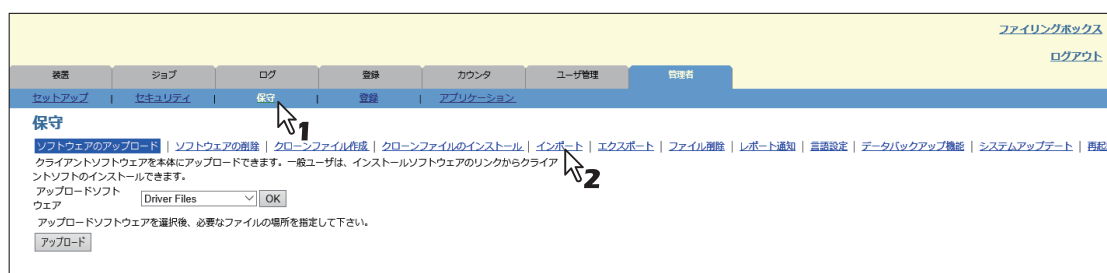 ファイリングボックス
ログアウト
装置 ジョブ ログ 登録 カウンタ ユーザ管理 管理者
セットアップ | セキュリティ | 保守 | 登録 | アプリケーション
1
保守
ソフトウェアのアップロード | ソフトウェアの削除 | クローンファイル作成 | クローンファイルのインストール | インポート | エクスポート | ファイル削除 | レポート通知 | 言語設定 | データバックアップ機能 | システムアップデート | 再起
2
クライアントソフトウェアを本体にアップロードできます。一般ユーザは、インストールソフトウェアのリンクからクライア
ントソフトのインストールできます。
アップロードソフト
ウェア Driver Files OK
アップロードソフトウェアを選択後、必要なファイルの場所を指定して下さい。
アップロード